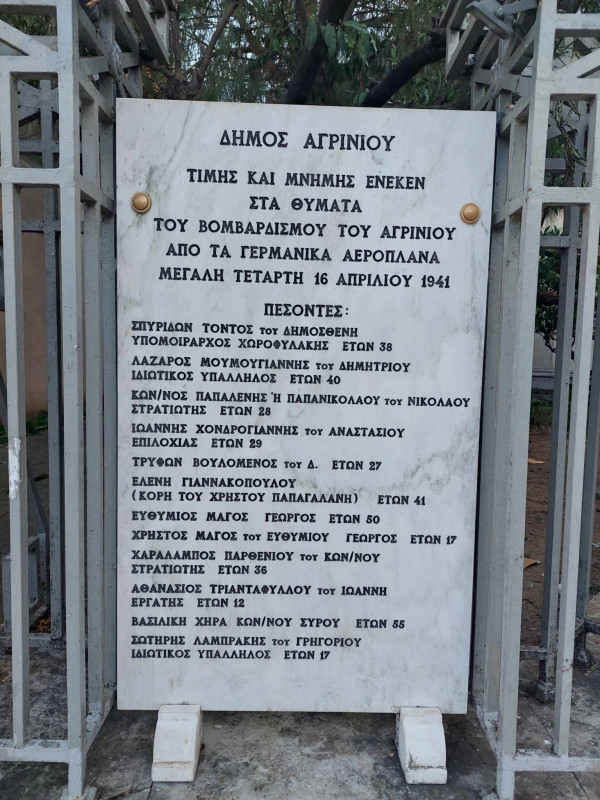 ΔΗΜΟΣ ΑΓΡΙΝΙΟΥ
ΤΙΜΗΣ ΚΑΙ ΜΝΗΜΗΣ ΕΝΕΚΕΝ
ΣΤΑ ΘΥΜΑΤΑ
ΤΟΥ ΒΟΜΒΑΡΔΙΣΜΟΥ ΤΟΥ ΑΓΡΙΝΙΟΥ
ΑΠΟ ΤΑ ΓΕΡΜΑΝΙΚΑ ΑΕΡΟΠΛΑΝΑ
ΜΕΓΑΛΗ ΤΕΤΑΡΤΗ 16 ΑΠΡΙΛΙΟΥ 1941
ΠΕΣΟΝΤΕΣ:
ΣΠΥΡΙΔΩΝ ΤΟΝΤΟΣ του ΔΗΜΟΣΘΕΝΗ
ΥΠΟΜΟΙΡΑΡΧΟΣ ΧΩΡΟΦΥΛΑΚΗΣ ΕΤΩΝ 38
ΛΑΖΑΡΟΣ ΜΟΥΜΟΥΓΙΑΝΝΗΣ του ΔΗΜΗΤΡΙΟΥ
ΙΔΙΩΤΙΚΟΣ ΥΠΑΛΛΗΛΟΣ ΕΤΩΝ 40
ΚΩΝ/ΝΟΣ ΠΑΠΑΛΕΝΗΣ Ή ΠΑΠΑΝΙΚΟΛΑΟΥ του ΝΙΚΟΛΑΟΥ
ΣΤΡΑΤΙΩΤΗΣ ΕΤΩΝ 28
ΙΩΑΝΝΗΣ ΧΟΝΔΡΟΓΙΑΝΝΗΣ του ΑΝΑΣΤΑΣΙΟΥ
ΕΠΙΛΟΧΙΑΣ ΕΤΩΝ 29
ΤΡΥΦΩΝ ΒΟΥΛΟΜΕΝΟΣ του Δ. ΕΤΩΝ 27
ΕΛΕΝΗ ΓΙΑΝΝΑΚΟΠΟΥΛΟΥ
(ΚΟΡΗ ΤΟΥ ΧΡΗΣΤΟΥ ΠΑΠΑΓΑΛΑΝΗ) ΕΤΩΝ 41
ΕΥΘΥΜΙΟΣ ΜΑΓΟΣ ΓΕΩΡΓΟΣ ΕΤΩΝ 50
ΧΡΗΣΤΟΣ ΜΑΓΟΣ του ΕΥΘΥΜΙΟΥ ΓΕΩΡΓΟΣ ΕΤΩΝ 17
ΧΑΡΑΛΑΜΠΟΣ ΠΑΡΘΕΝΙΟΥ του ΚΩΝ/ΝΟΥ
ΣΤΡΑΤΙΩΤΗΣ ΕΤΩΝ 36
ΑΘΑΝΑΣΙΟΣ ΤΡΙΑΝΤΑΦΥΛΛΟΥ του ΙΩΑΝΝΗ
ΕΡΓΑΤΗΣ ΕΤΩΝ 12
ΒΑΣΙΛΙΚΗ ΧΗΡΑ ΚΩΝ/ΝΟΥ ΣΥΡΟΥ ΕΤΩΝ 55
ΣΩΤΗΡΗΣ ΛΑΜΠΡΑΚΗΣ του ΓΡΗΓΟΡΙΟΥ
ΙΔΙΩΤΙΚΟΣ ΥΠΑΛΛΗΛΟΣ ΕΤΩΝ 17